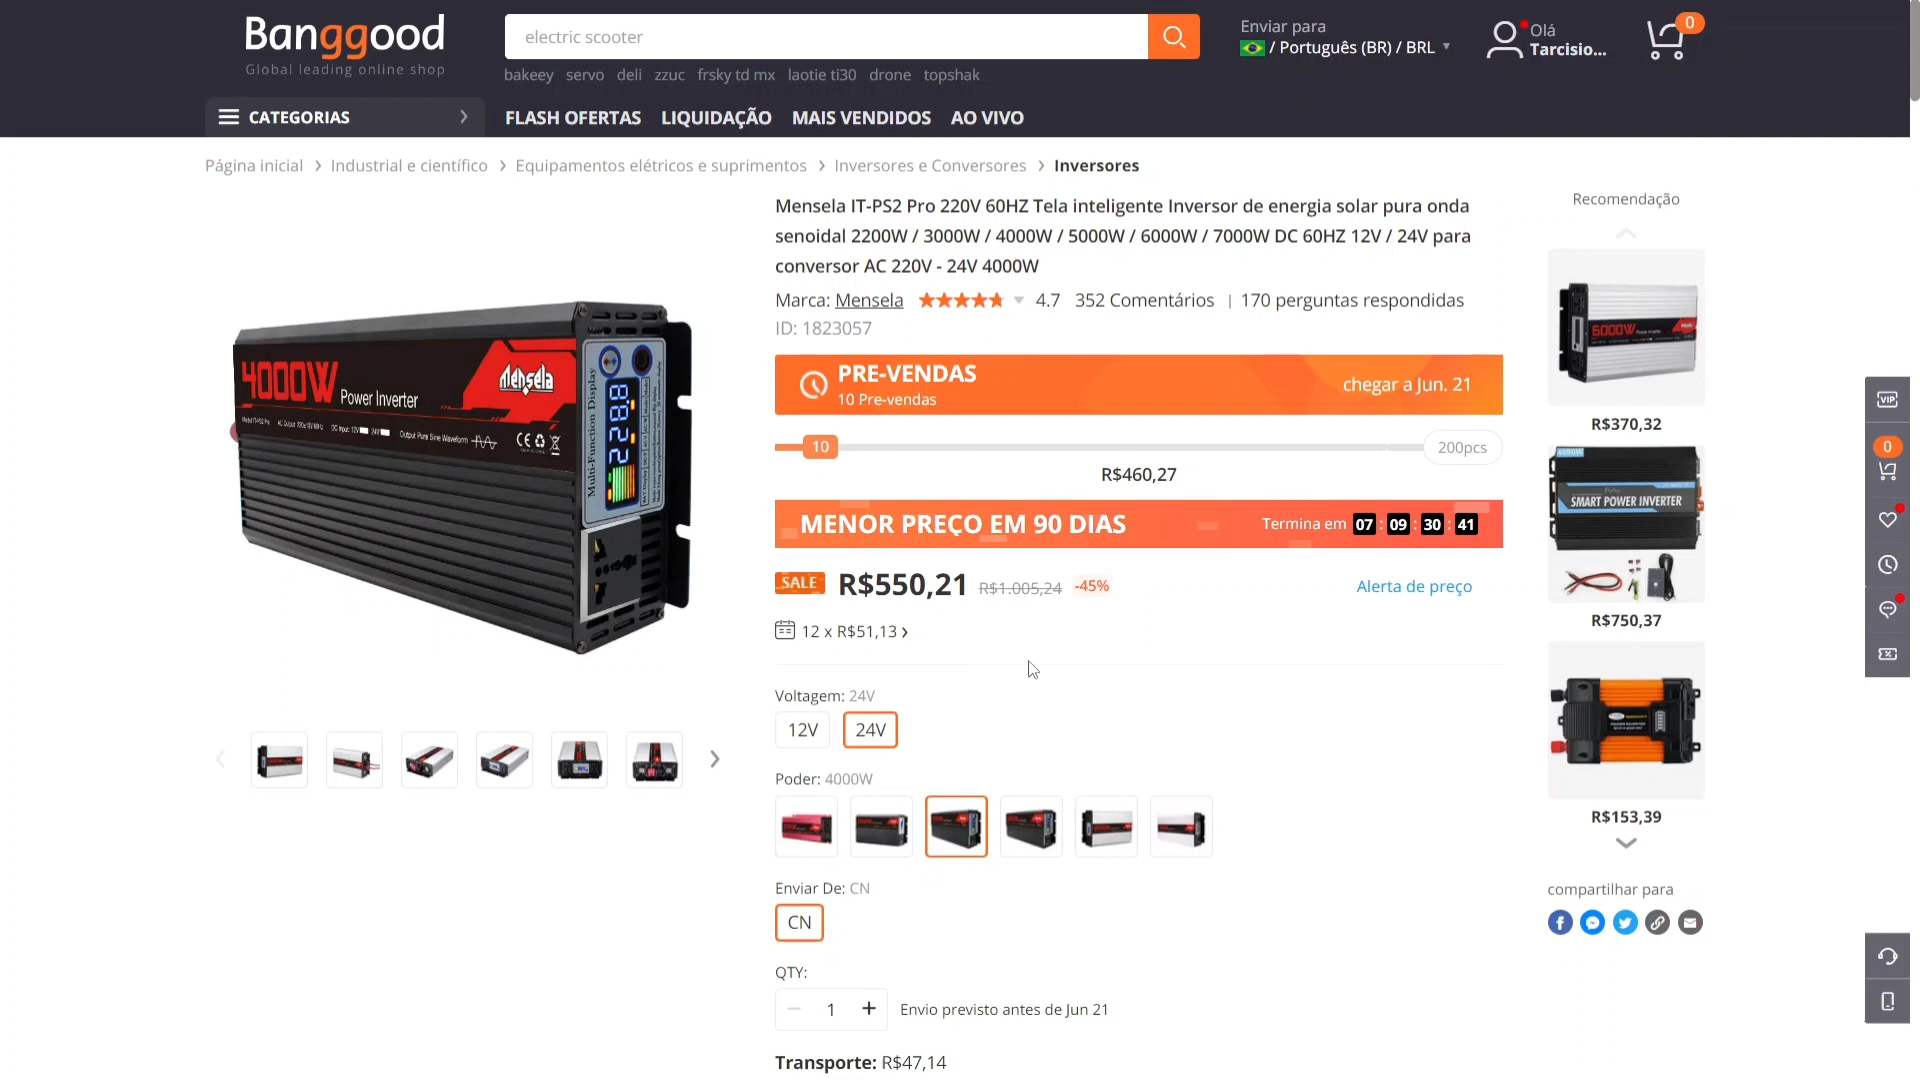 Banggood
Global leading online shop
electric scooter
Enviar para
/ Português (BR) / BRL
Olá
Tarcisio...
0
bakeey servo deli zzuc frsky td mx laotie ti30 drone topshak
CATEGORIAS
FLASH OFERTAS LIQUIDAÇÃO MAIS VENDIDOS AO VIVO
Página inicial > Industrial e científico > Equipamentos elétricos e suprimentos > Inversores e Conversores > Inversores
Mensela IT-PS2 Pro 220V 60HZ Tela inteligente Inversor de energia solar pura onda
senoidal 2200W / 3000W / 4000W / 5000W / 6000W / 7000W DC 60HZ 12V / 24V para
conversor AC 220V - 24V 4000W
Marca: Mensela 4.7 352 Comentários | 170 perguntas respondidas
ID: 1823057
PRE-VENDAS
10 Pre-vendas
chegar a Jun. 21
10
200pcs
R$460,27
MENOR PREÇO EM 90 DIAS
Termina em 07 : 09 : 30 : 41
SALE R$550,21 R$1.005,24 -45%
Alerta de preço
12 x R$51,13 >
Voltagem: 24V
12V
24V
Poder: 4000W
Enviar De: CN
CN
QTY:
1
Envio previsto antes de Jun 21
Transporte: R$47,14
4000W
Power Inverter
Mensela
Output Pure Sine Waveform
Multi-Function Display
Recomendação
R$370,32
SMART POWER INVERTER
R$750,37
R$153,39
compartilhar para
VIP
0